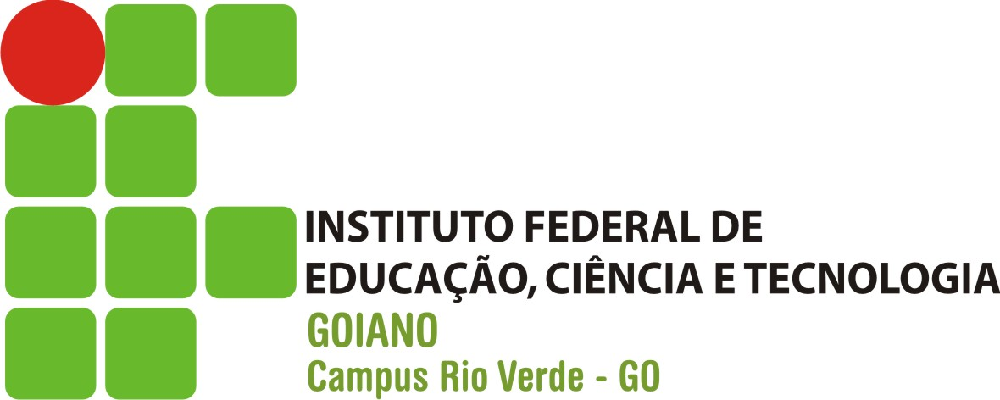 INSTITUTO FEDERAL DE
EDUCAÇÃO, CIÊNCIA E TECNOLOGIA
GOIANO
Campus Rio Verde - GO